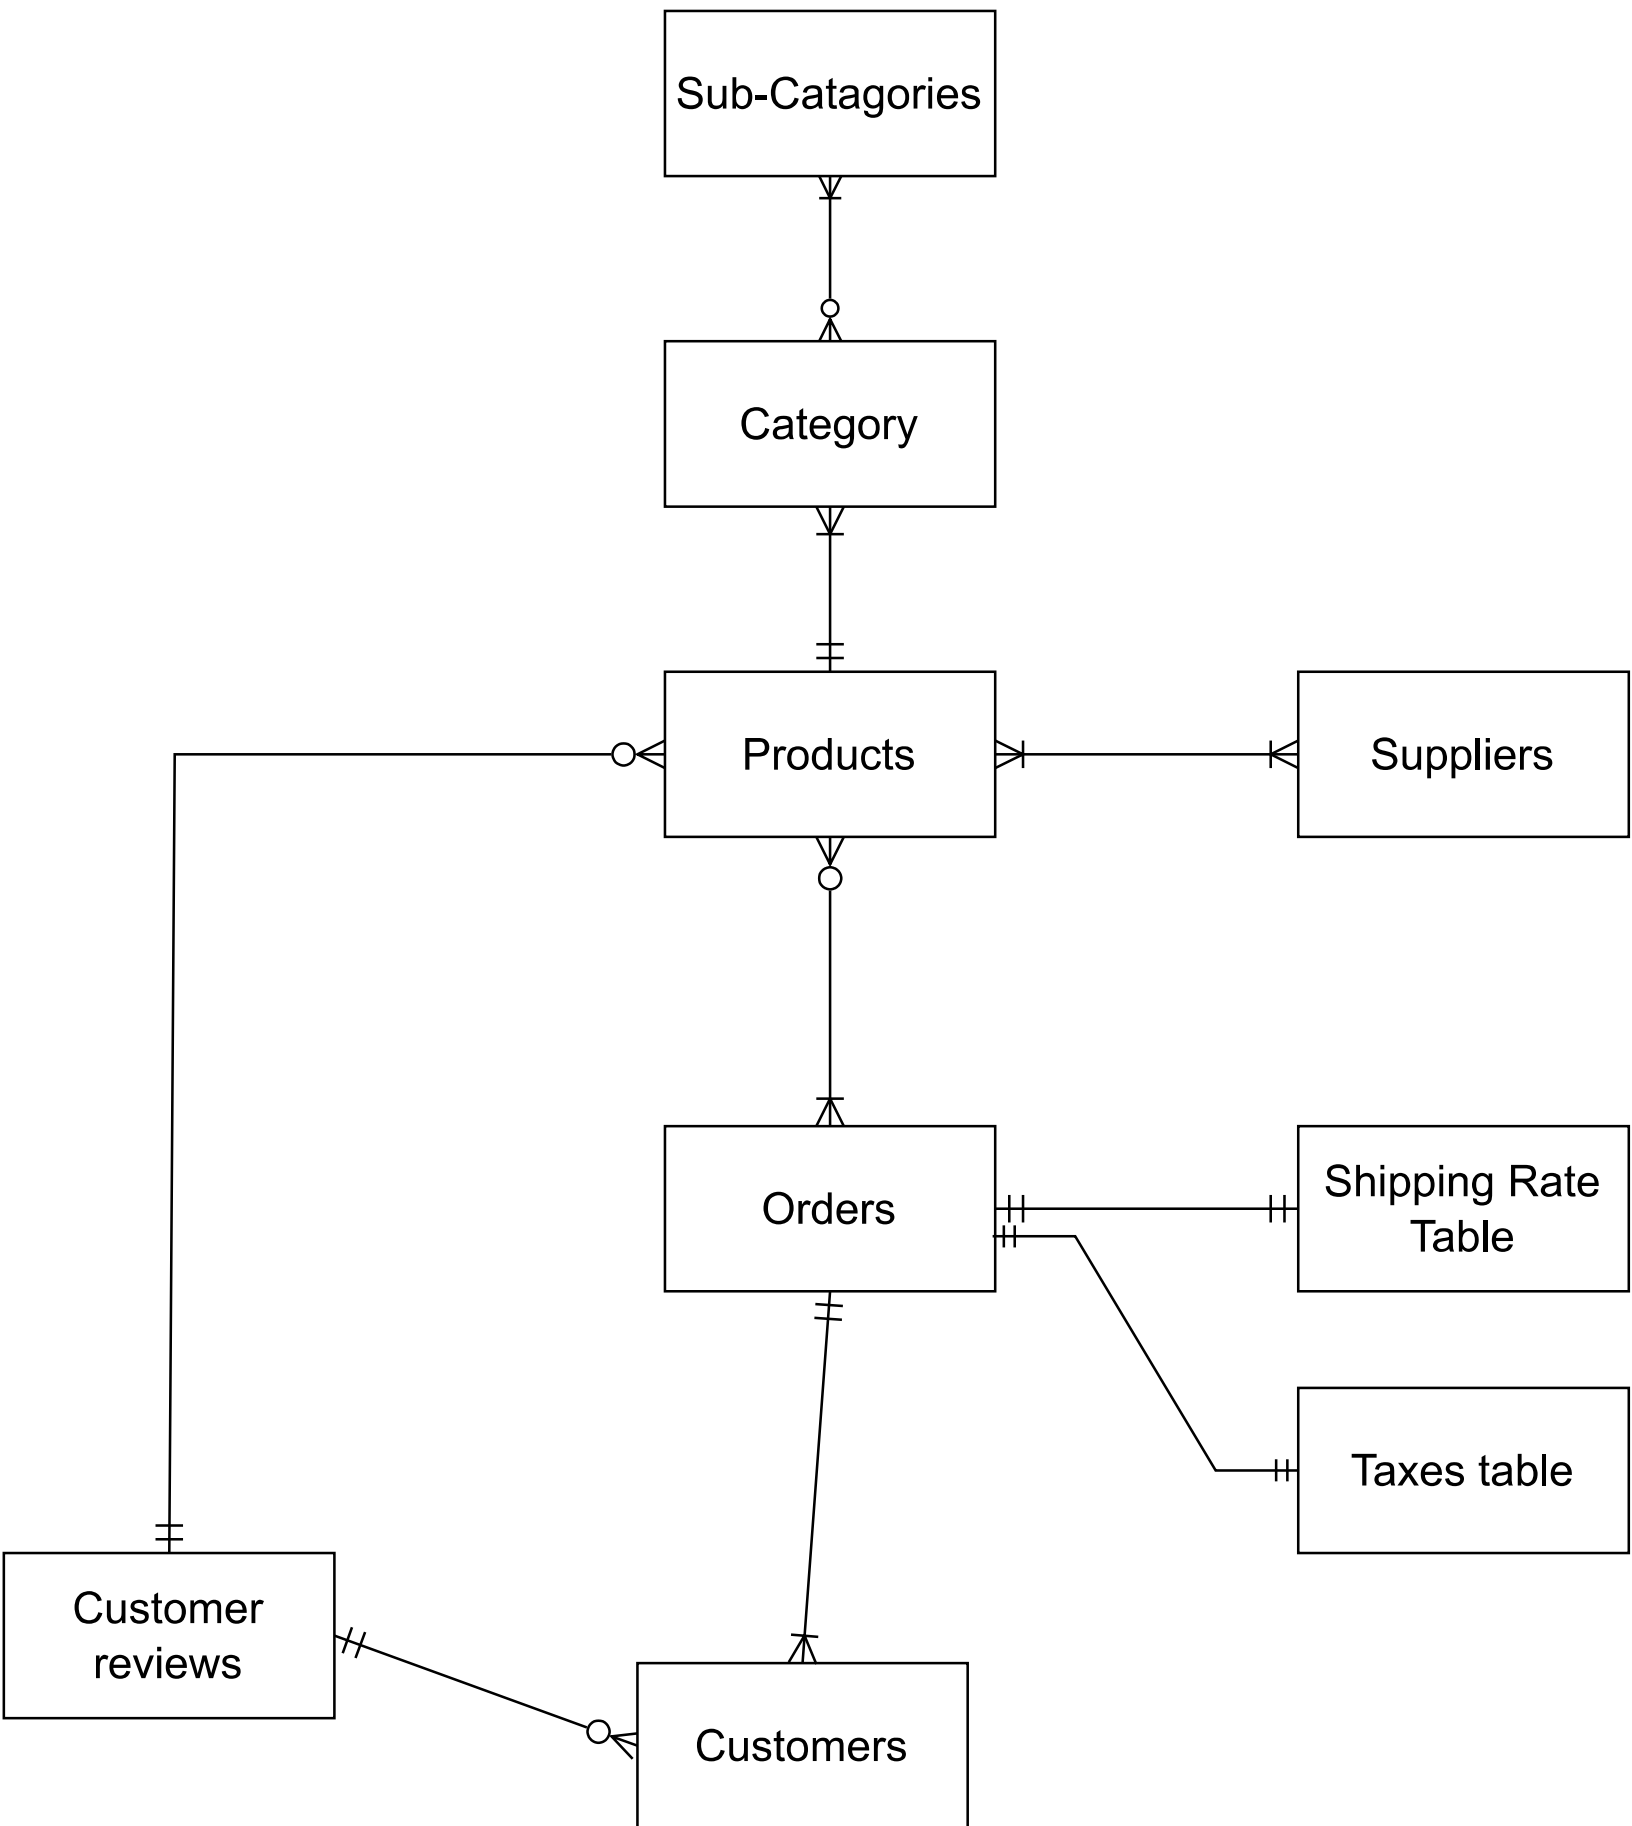 Sub-Catagories
Category
Products
Suppliers
Orders
Shipping Rate
Table
Taxes table
Customer
reviews
Customers